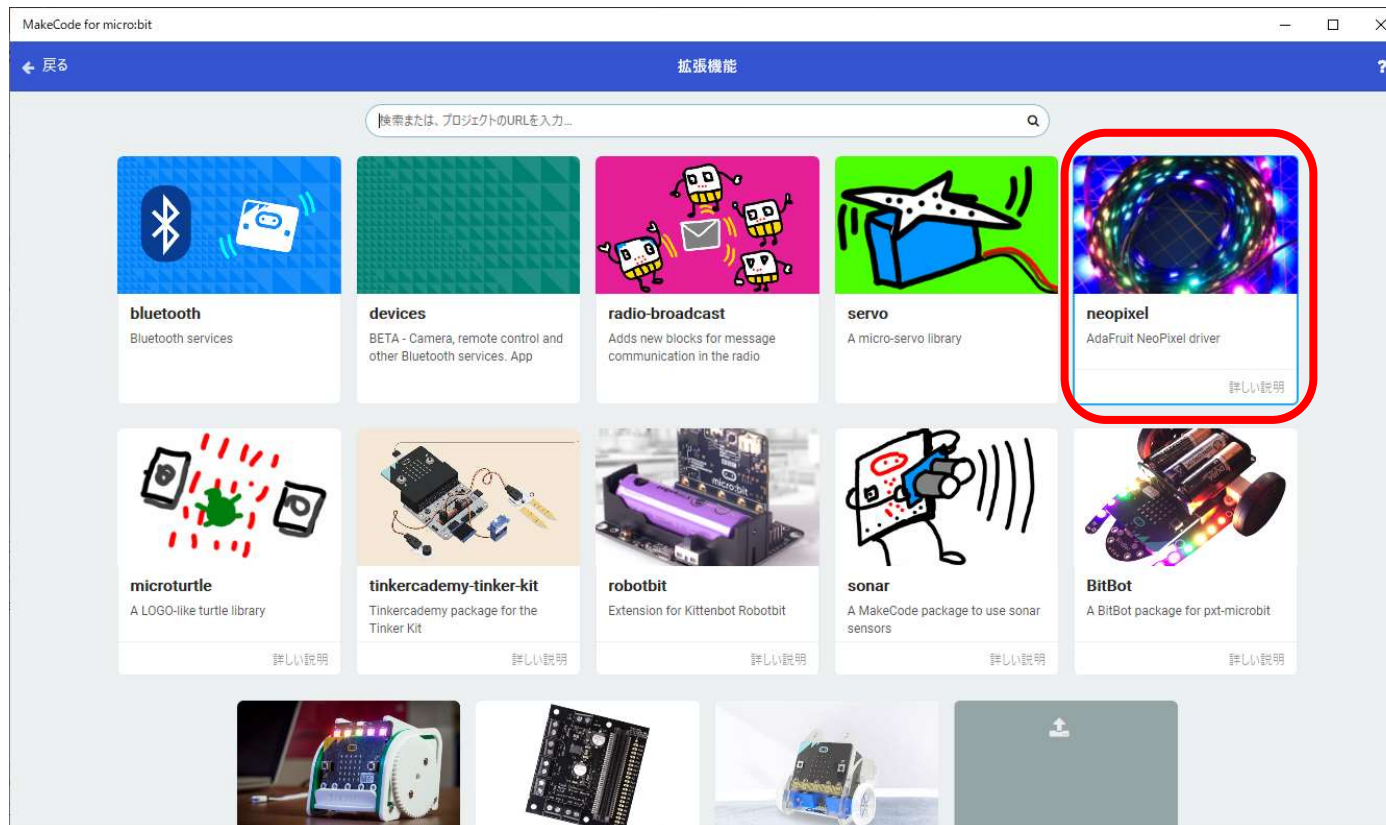 MakeCode for micro:bit
戻る
拡張機能
?
検索または、プロジェクトのURLを入力...
bluetooth
Bluetooth services
devices
BETA - Camera, remote control and
other Bluetooth services. App
radio-broadcast
Adds new blocks for message
communication in the radio
servo
A micro-servo library
neopixel
AdaFruit NeoPixel driver
詳しい説明
micro:bit
microturtle
A LOGO-like turtle library
詳しい説明
tinkercademy-tinker-kit
Tinkercademy package for the
Tinker Kit
詳しい説明
robotbit
Extension for Kittenbot Robotbit
詳しい説明
sonar
A MakeCode package to use sonar
sensors
詳しい説明
BitBot
A BitBot package for pxt-microbit
詳しい説明